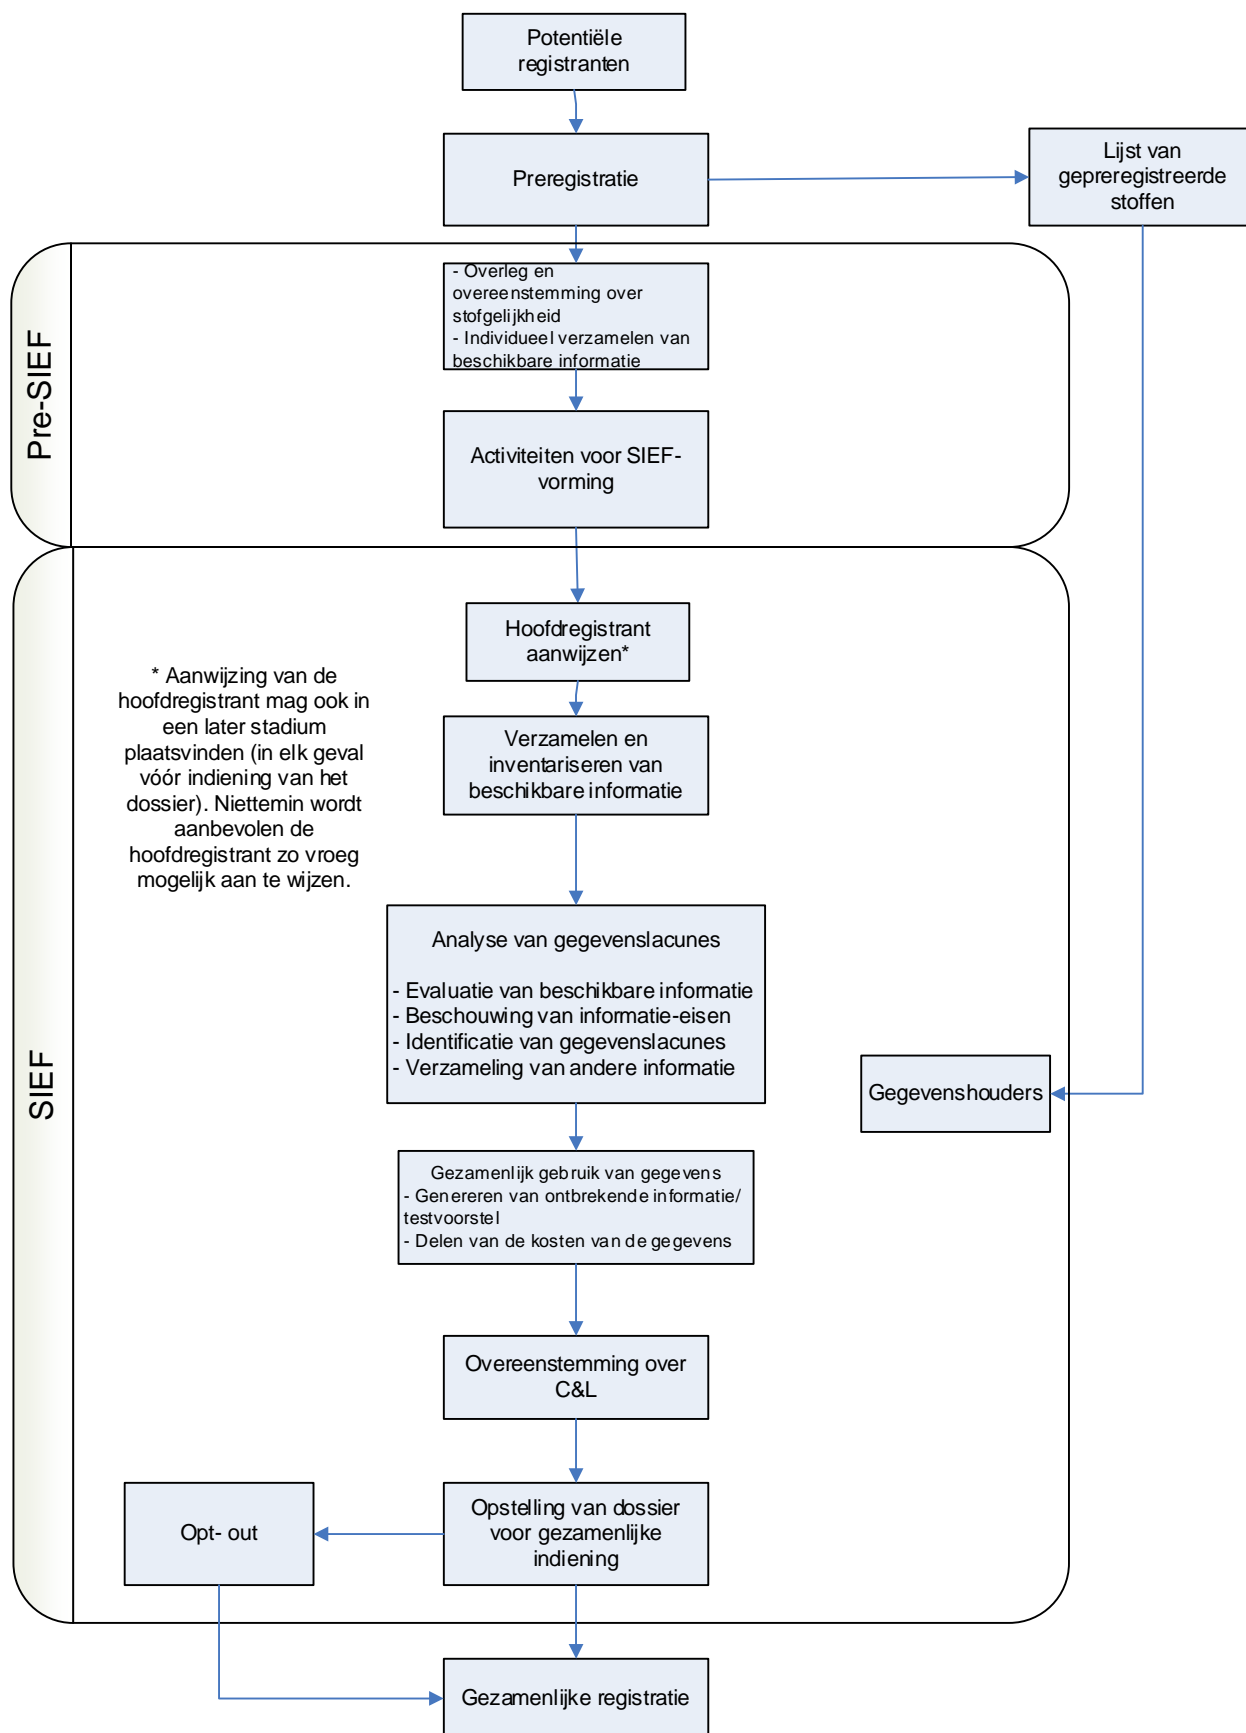 Potentiële
registranten
Preregistratie
Lijst van
gepreregistreerde
stoffen
Pre-SIEF
- Overleg en
overeenstemming over
stofgelijkheid
- Individueel verzamelen van
beschikbare informatie
Activiteiten voor SIEF-
vorming
SIEF
Hoofdregistrant
aanwijzen*
* Aanwijzing van de
hoofdregistrant mag ook in
een later stadium
plaatsvinden (in elk geval
vóór indiening van het
dossier). Niettemin wordt
aanbevolen de
hoofdregistrant zo vroeg
mogelijk aan te wijzen.
Verzamelen en
inventariseren van
beschikbare informatie
Analyse van gegevenslacunes
- Evaluatie van beschikbare informatie
- Beschouwing van informatie-eisen
- Identificatie van gegevenslacunes
- Verzameling van andere informatie
Gegevenshouders
Gezamenlijk gebruik van gegevens
- Genereren van ontbrekende informatie/
testvoorstel
- Delen van de kosten van de gegevens
Overeenstemming over
C&L
Opt- out
Opstelling van dossier
voor gezamenlijke
indiening
Gezamenlijke registratie